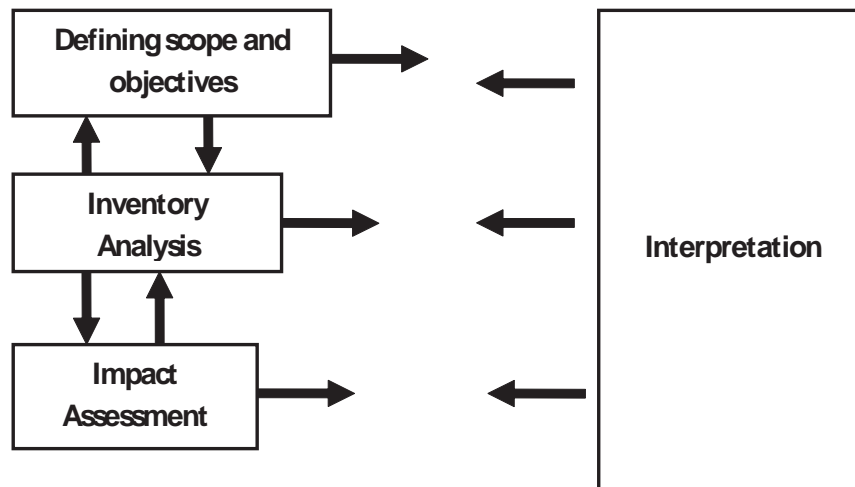 Defining scope and
objectives
Inventory
Analysis
Interpretation
Impact
Assessment